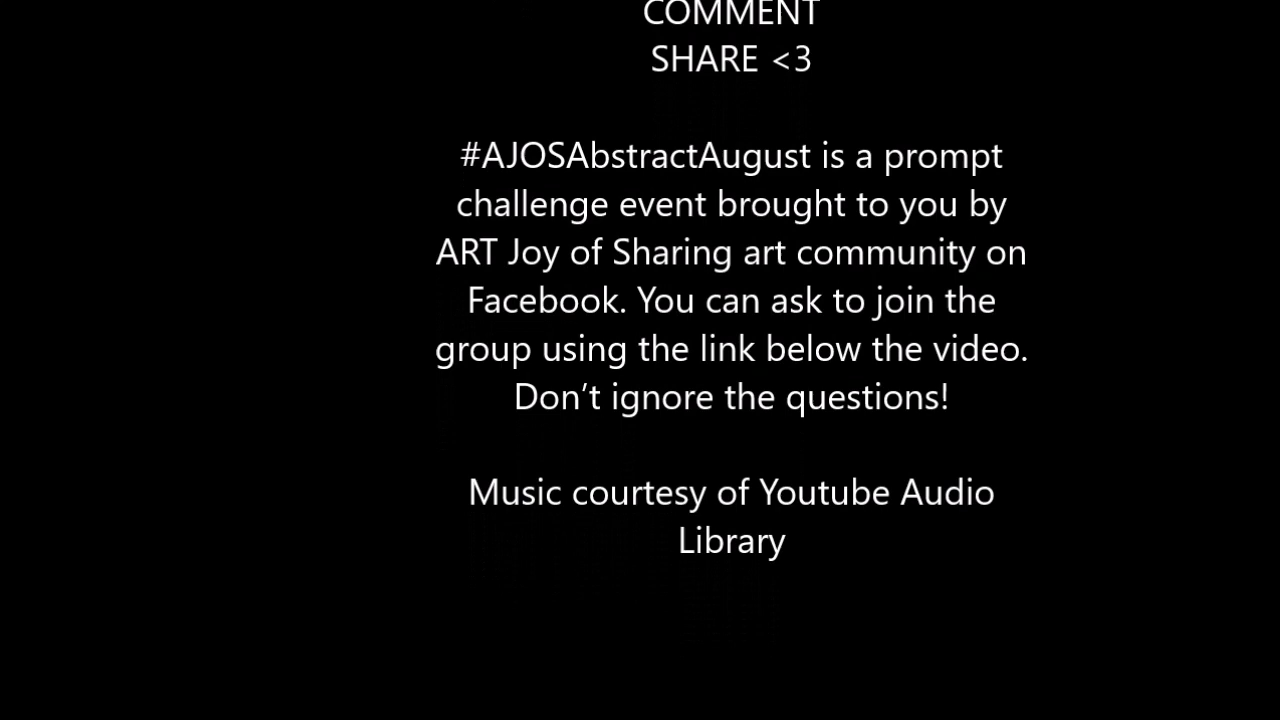 COMMENT
SHARE <3
#AJOSAbstractAugust is a prompt
challenge event brought to you by
ART Joy of Sharing art community on
Facebook. You can ask to join the
group using the link below the video.
Don’t ignore the questions!
Music courtesy of Youtube Audio
Library